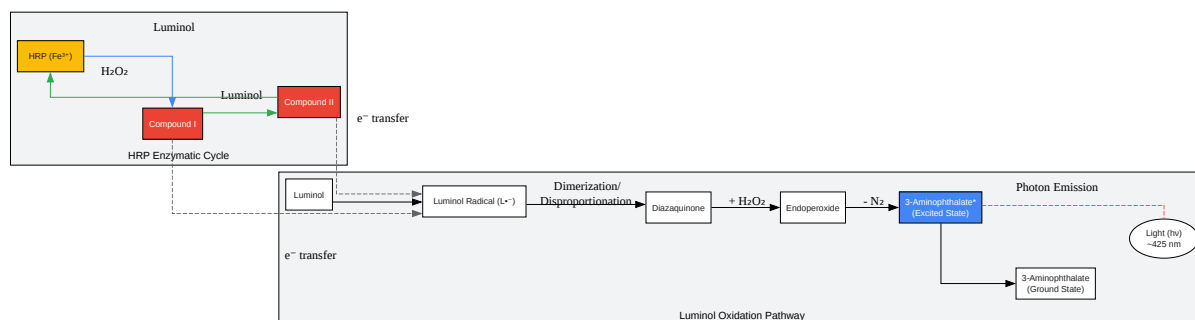 Luminol
HRP (Fe³⁺)
H₂O₂
Luminol
Compound II
Compound I
e⁻ transfer
HRP Enzymatic Cycle
Luminol
Luminol Radical (L•⁻)
Dimerization/
Disproportionation
Diazaquinone
+ H₂O₂
Endoperoxide
- N₂
3-Aminophthalate*
(Excited State)
Photon Emission
Light (hν)
~425 nm
e⁻ transfer
3-Aminophthalate
(Ground State)
Luminol Oxidation Pathway